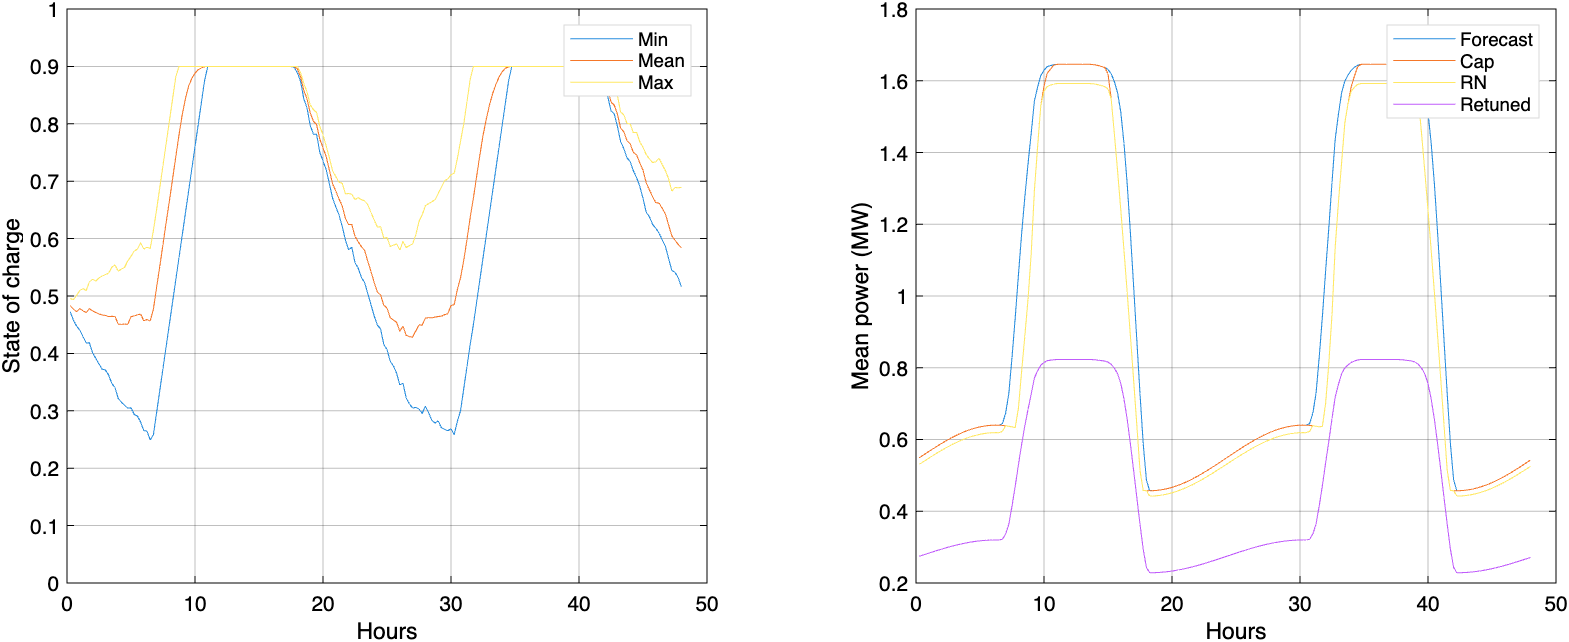 1
0.9
0.8
0.7
0.6
0.5
0.4
0.3
0.2
0.1
0
0 10 20 30 40 50
State of charge
Hours
Min
Mean
Max
1.8
1.6
1.4
1.2
1
0.8
0.6
0.4
0.2
0 10 20 30 40 50
Mean power (MW)
Hours
Forecast
Cap
RN
Retuned